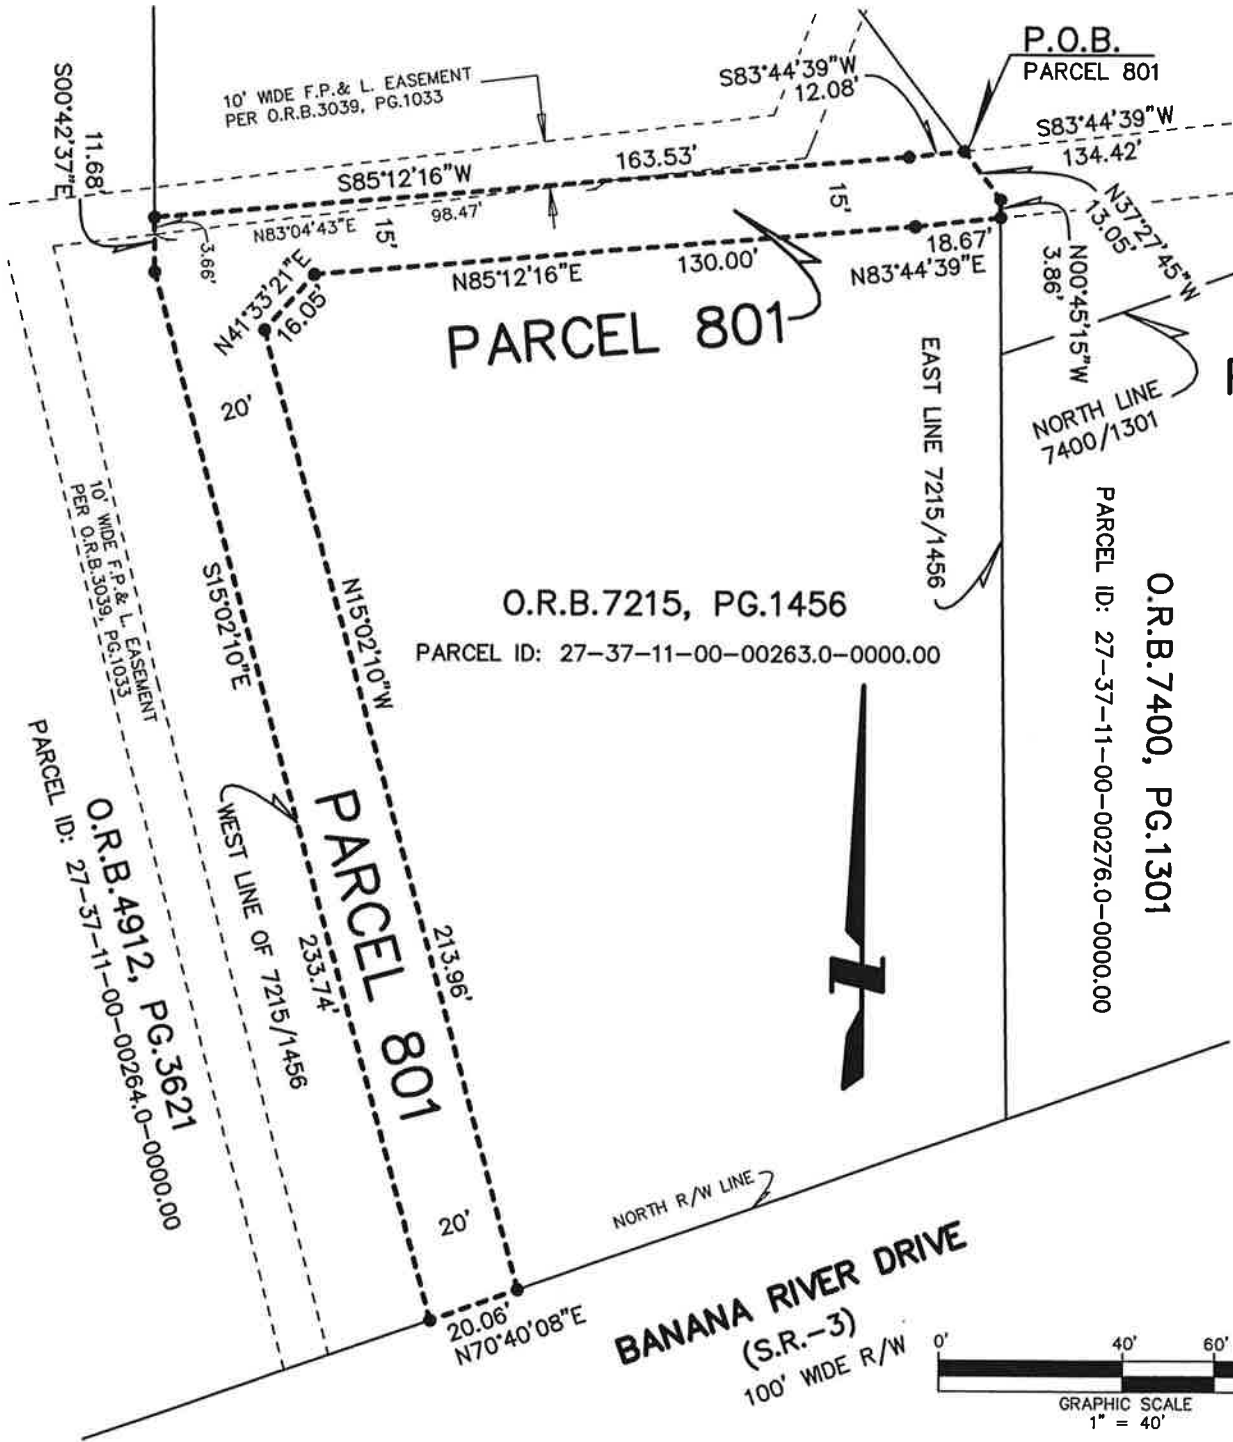 P.O.B.
PARCEL 801
S83°44'39"W
12.08'
10' WIDE F.P.& L. EASEMENT
PER O.R.B.3039, PG.1033
S00°42'37"E
11.68'
S83°44'39"W
134.42'
163.53'
S85°12'16"W
98.47'
N83°04'43"E
15'
15'
3.66'
N37°27'45"W
13.05'
18.67'
N83°44'39"E
N00°45'15"W
3.86'
130.00'
N85°12'16"E
N41°33'21"E
16.05'
PARCEL 801
20'
EAST LINE 7215/1456
NORTH LINE
7400/1301
10' WIDE F.P.& L. EASEMENT
PER O.R.B.3039, PG.1033
S15°02'10"E
N15°02'10"W
O.R.B.7215, PG.1456
PARCEL ID: 27-37-11-00-00263.0-0000.00
O.R.B.7400, PG.1301
PARCEL ID: 27-37-11-00-00276.0-0000.00
O.R.B.4912, PG.3621
PARCEL ID: 27-37-11-00-00264.0-0000.00
WEST LINE OF 7215/1456
PARCEL 801
233.74'
213.96'
20'
20.06'
N70°40'08"E
NORTH R/W LINE
BANANA RIVER DRIVE
(S.R.-3)
100' WIDE R/W
0' 40' 60'
GRAPHIC SCALE
1" = 40'